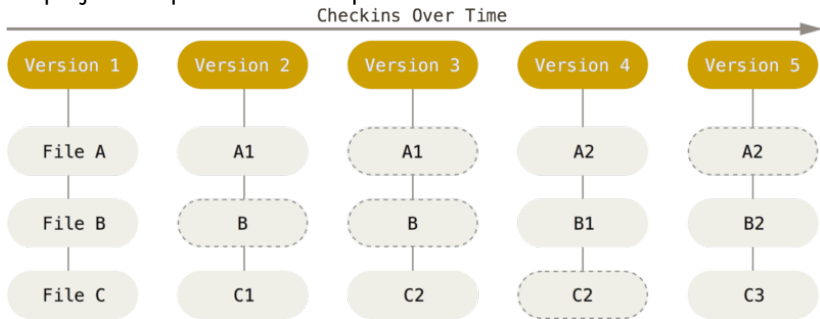 Checkins Over Time
Version 1 Version 2 Version 3 Version 4 Version 5
File A A1 A1 A2 A2
File B B B B1 B2
File C C1 C2 C2 C3